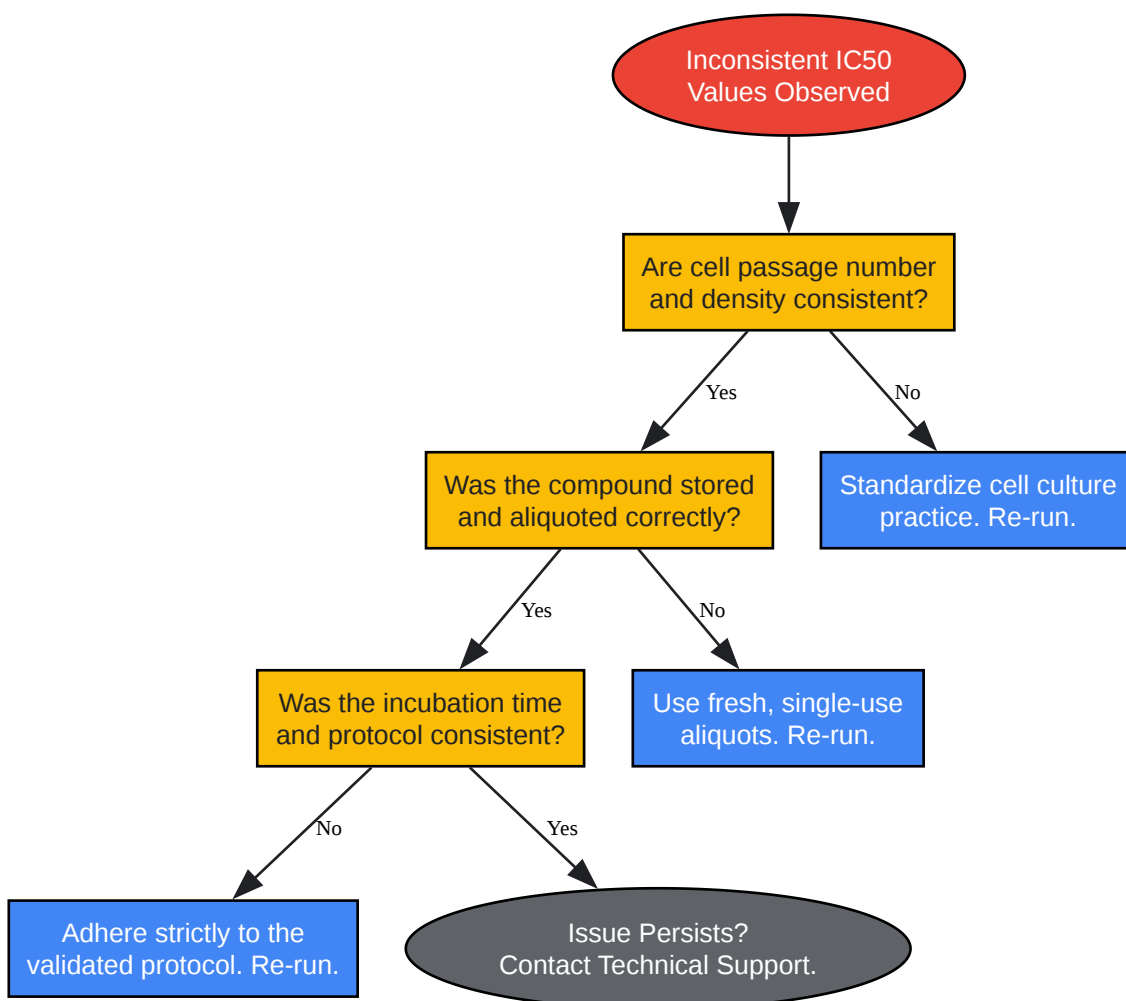 Inconsistent IC50
Values Observed
Are cell passage number
and density consistent?
Yes
No
Was the compound stored
and aliquoted correctly?
Standardize cell culture
practice. Re-run.
Yes
No
Was the incubation time
and protocol consistent?
Use fresh, single-use
aliquots. Re-run.
No
Yes
Adhere strictly to the
validated protocol. Re-run.
Issue Persists?
Contact Technical Support.